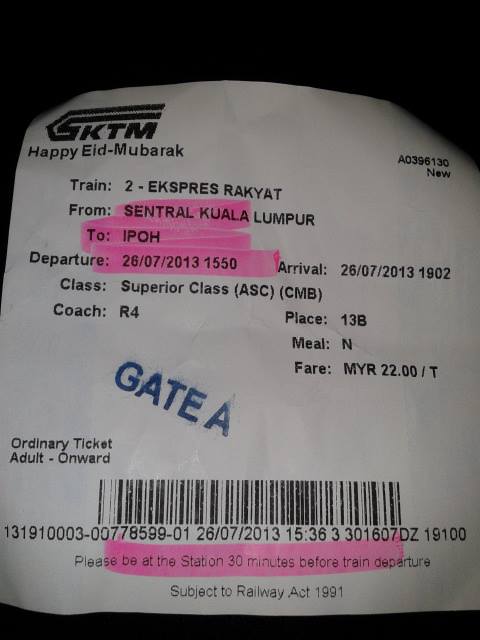 KTM
Happy Eid-Mubarak
A0396130
New
Train: 2 - EKSPRES RAKYAT
From: SENTRAL KUALA LUMPUR
To: IPOH
Departure: 26/07/2013 1550 Arrival: 26/07/2013 1902
Class: Superior Class (ASC) (CMB)
Coach: R4 Place: 13B
Meal: N
Fare: MYR 22.00 / T
GATE A
Ordinary Ticket
Adult - Onward
131910003-00778599-01 26/07/2013 15:36 3 301607DZ 19100
Please be at the Station 30 minutes before train departure
Subject to Railway Act 1991